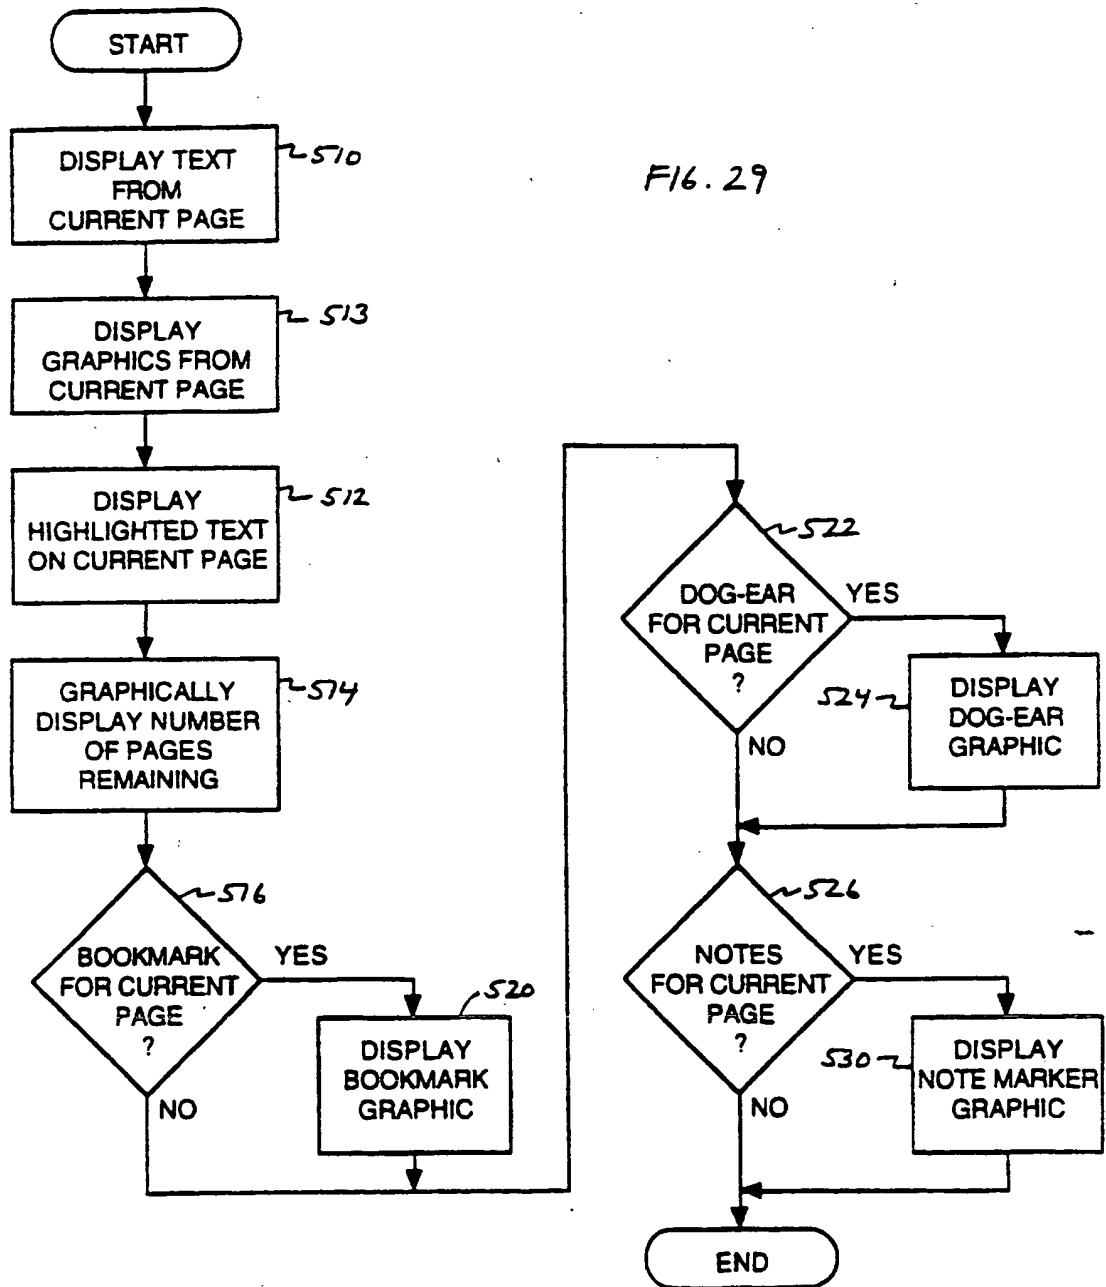 START
DISPLAY TEXT
FROM
CURRENT PAGE
510
FIG. 29
DISPLAY
GRAPHICS FROM
CURRENT PAGE
513
DISPLAY
HIGHLIGHTED TEXT
ON CURRENT PAGE
512
GRAPHICALLY
DISPLAY NUMBER
OF PAGES
REMAINING
514
BOOKMARK
FOR CURRENT
PAGE
?
516
YES
NO
520
DISPLAY
BOOKMARK
GRAPHIC
522
DOG-EAR
FOR CURRENT
PAGE
?
YES
NO
524
DISPLAY
DOG-EAR
GRAPHIC
526
NOTES
FOR CURRENT
PAGE
?
YES
NO
530
DISPLAY
NOTE MARKER
GRAPHIC
END